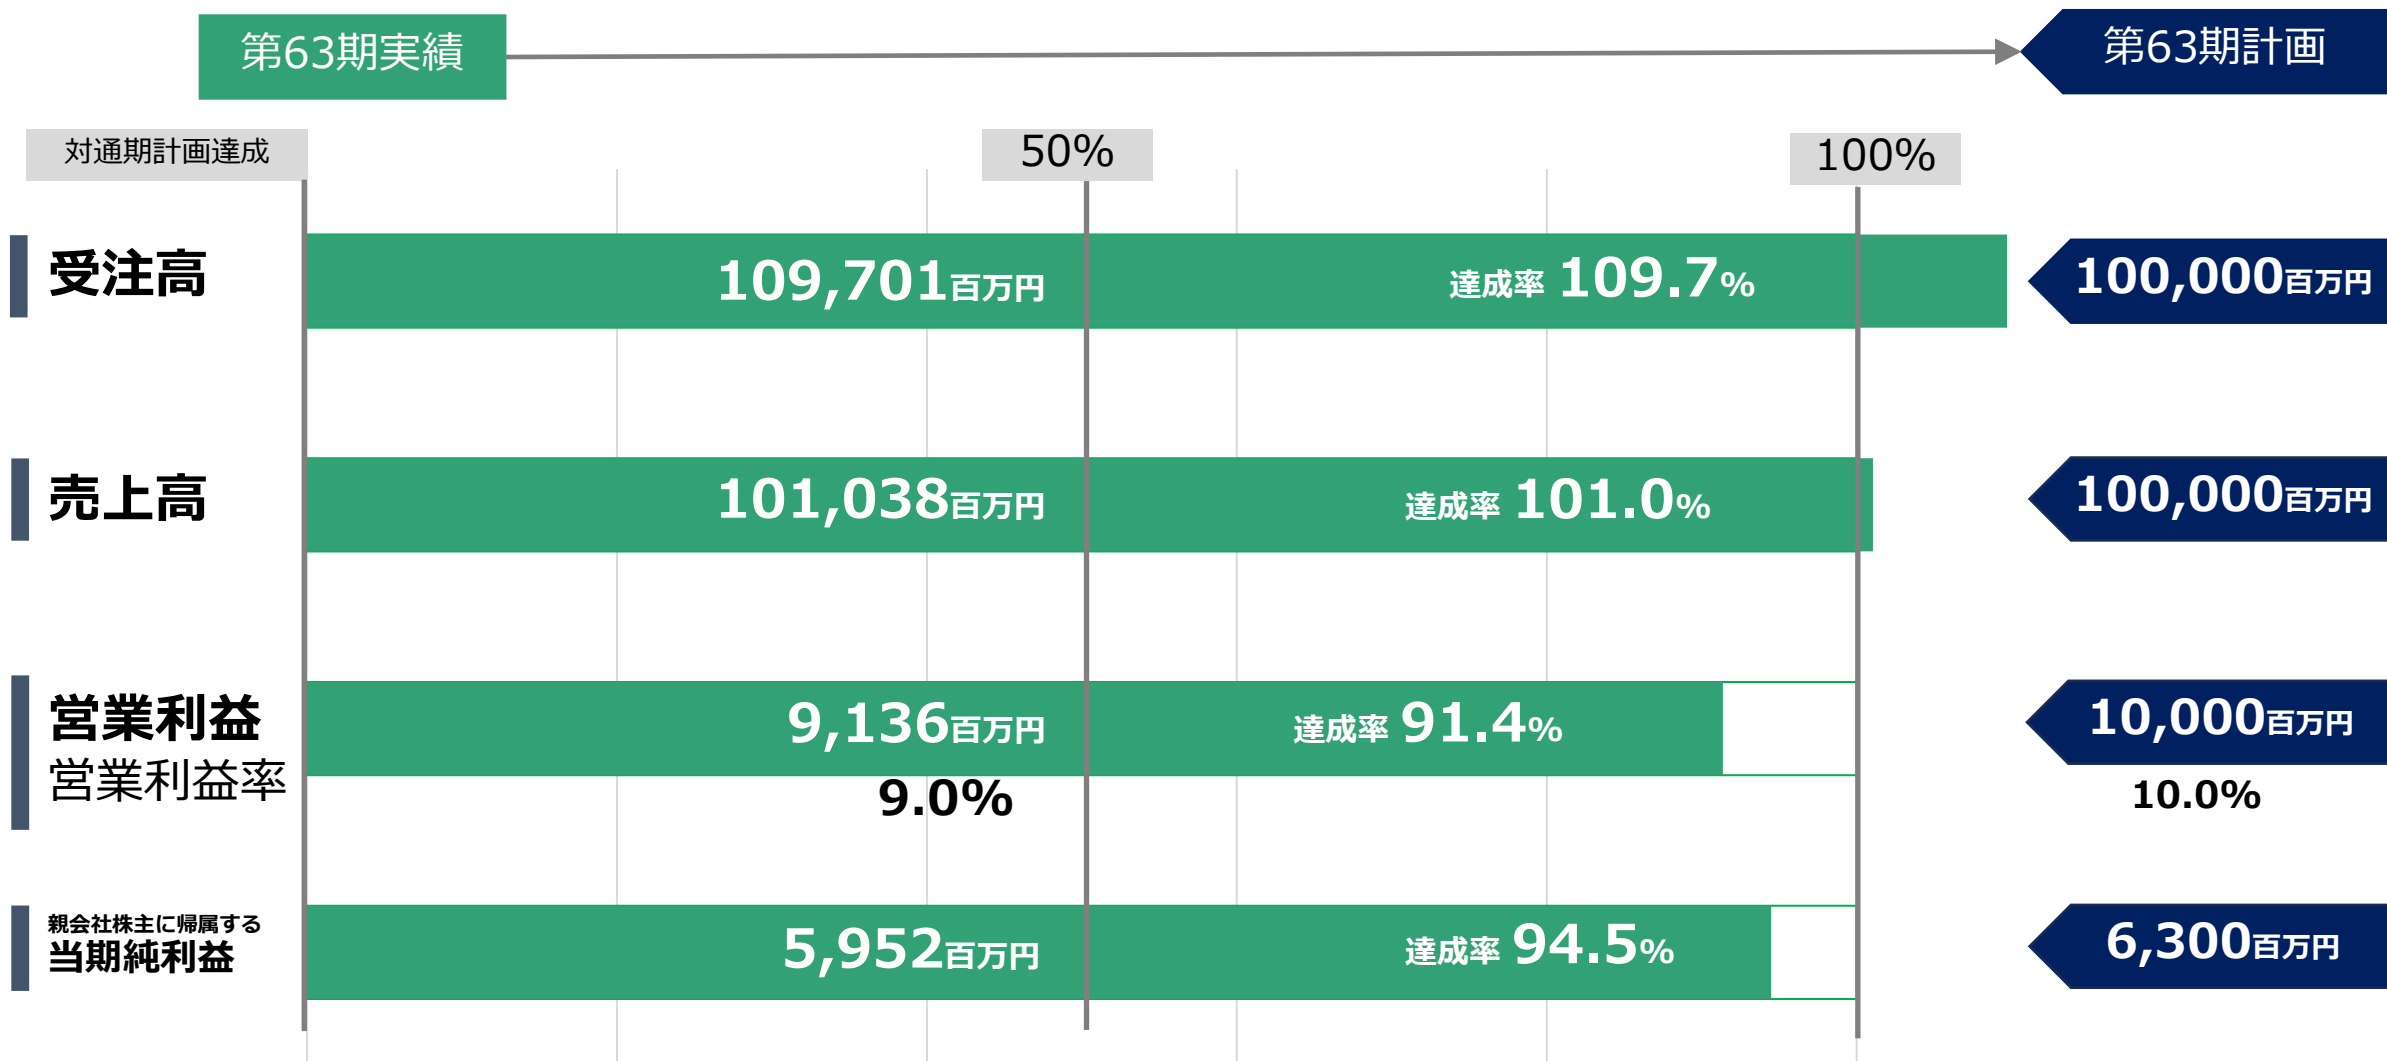 第63期実績
第63期計画
対通期計画達成
50%
100%
受注高
109,701百万円
達成率 109.7%
100,000百万円
売上高
101,038百万円
達成率 101.0%
100,000百万円
営業利益
営業利益率
9,136百万円
9.0%
達成率 91.4%
10,000百万円
10.0%
親会社株主に帰属する
当期純利益
5,952百万円
達成率 94.5%
6,300百万円